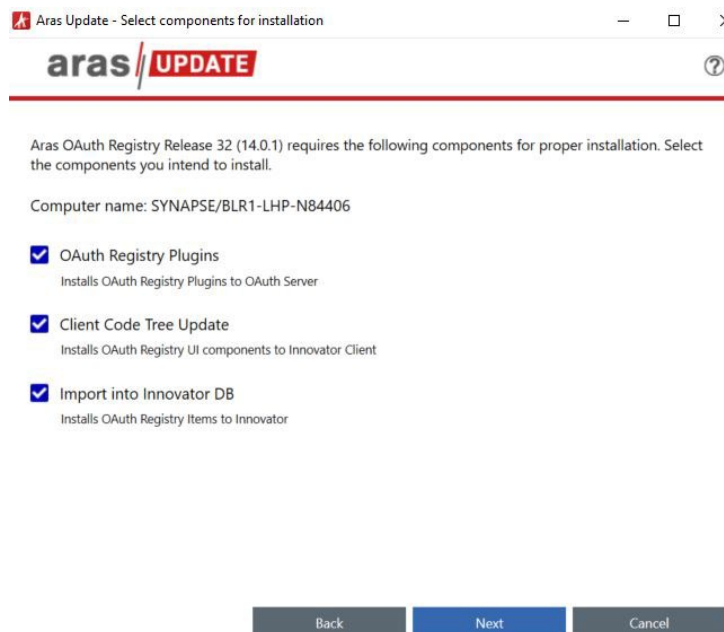 Aras Update - Select components for installation
aras UPDATE
?
Aras OAuth Registry Release 32 (14.0.1) requires the following components for proper installation. Select
the components you intend to install.
Computer name: SYNAPSE/BLR1-LHP-N84406
OAuth Registry Plugins
Installs OAuth Registry Plugins to OAuth Server
Client Code Tree Update
Installs OAuth Registry UI components to Innovator Client
Import into Innovator DB
Installs OAuth Registry Items to Innovator
Back Next Cancel